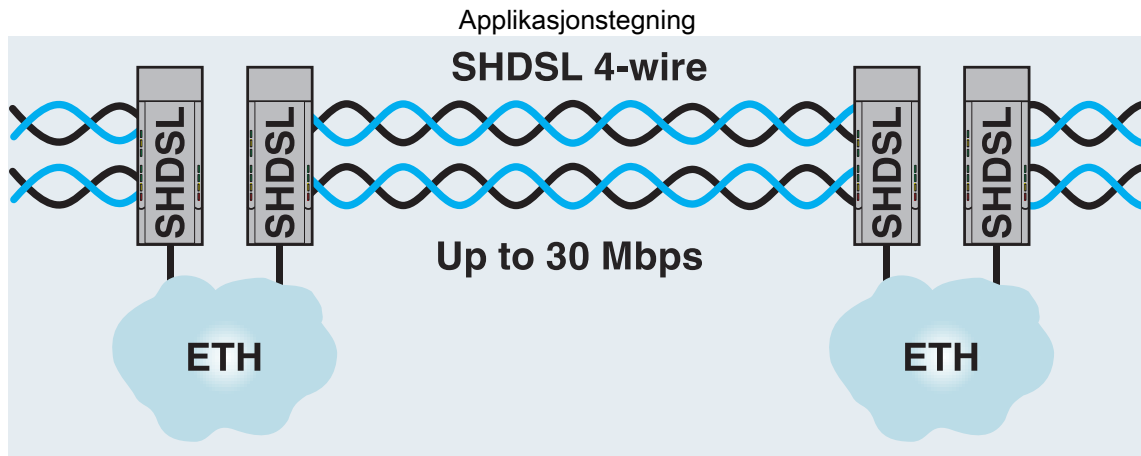 Applikasjonstegning
SHDSL 4-wire
SHDSL
SHDSL
SHDSL
SHDSL
Up to 30 Mbps
ETH
ETH